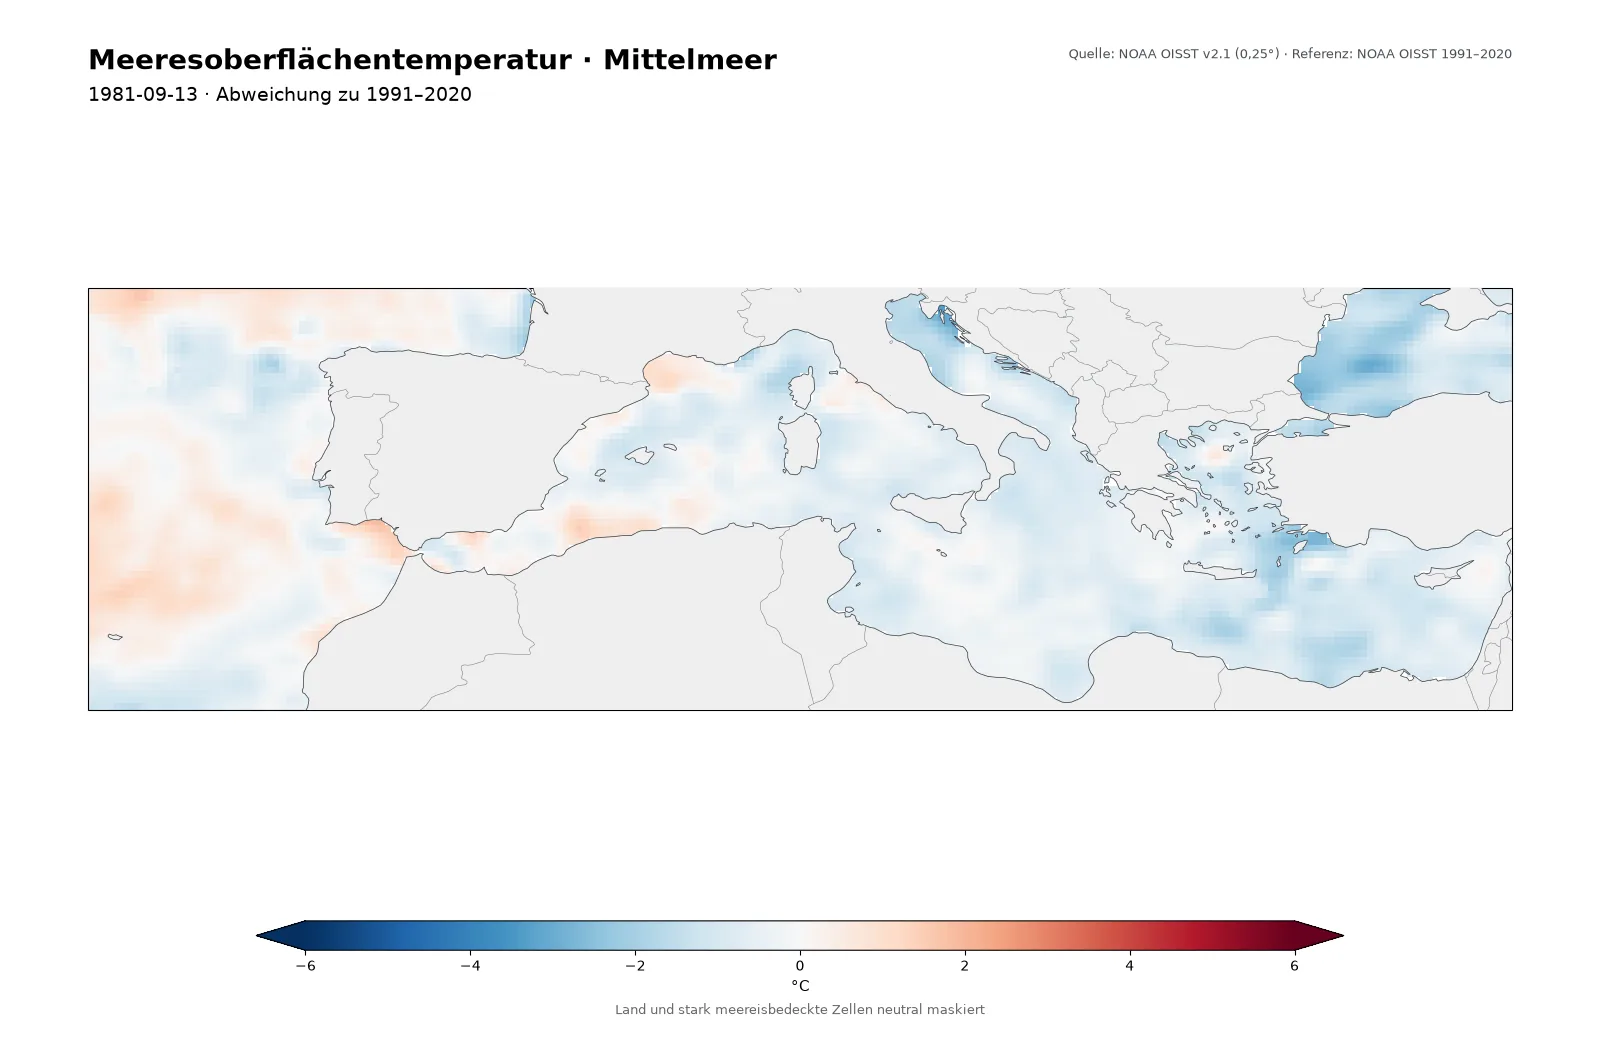 Meeresoberflächentemperatur · Mittelmeer
Quelle: NOAA OISST v2.1 (0,25°) · Referenz: NOAA OISST 1991–2020
1981-09-13 · Abweichung zu 1991–2020
−6 −4 −2 0 2 4 6
°C
Land und stark meereisbedeckte Zellen neutral maskiert